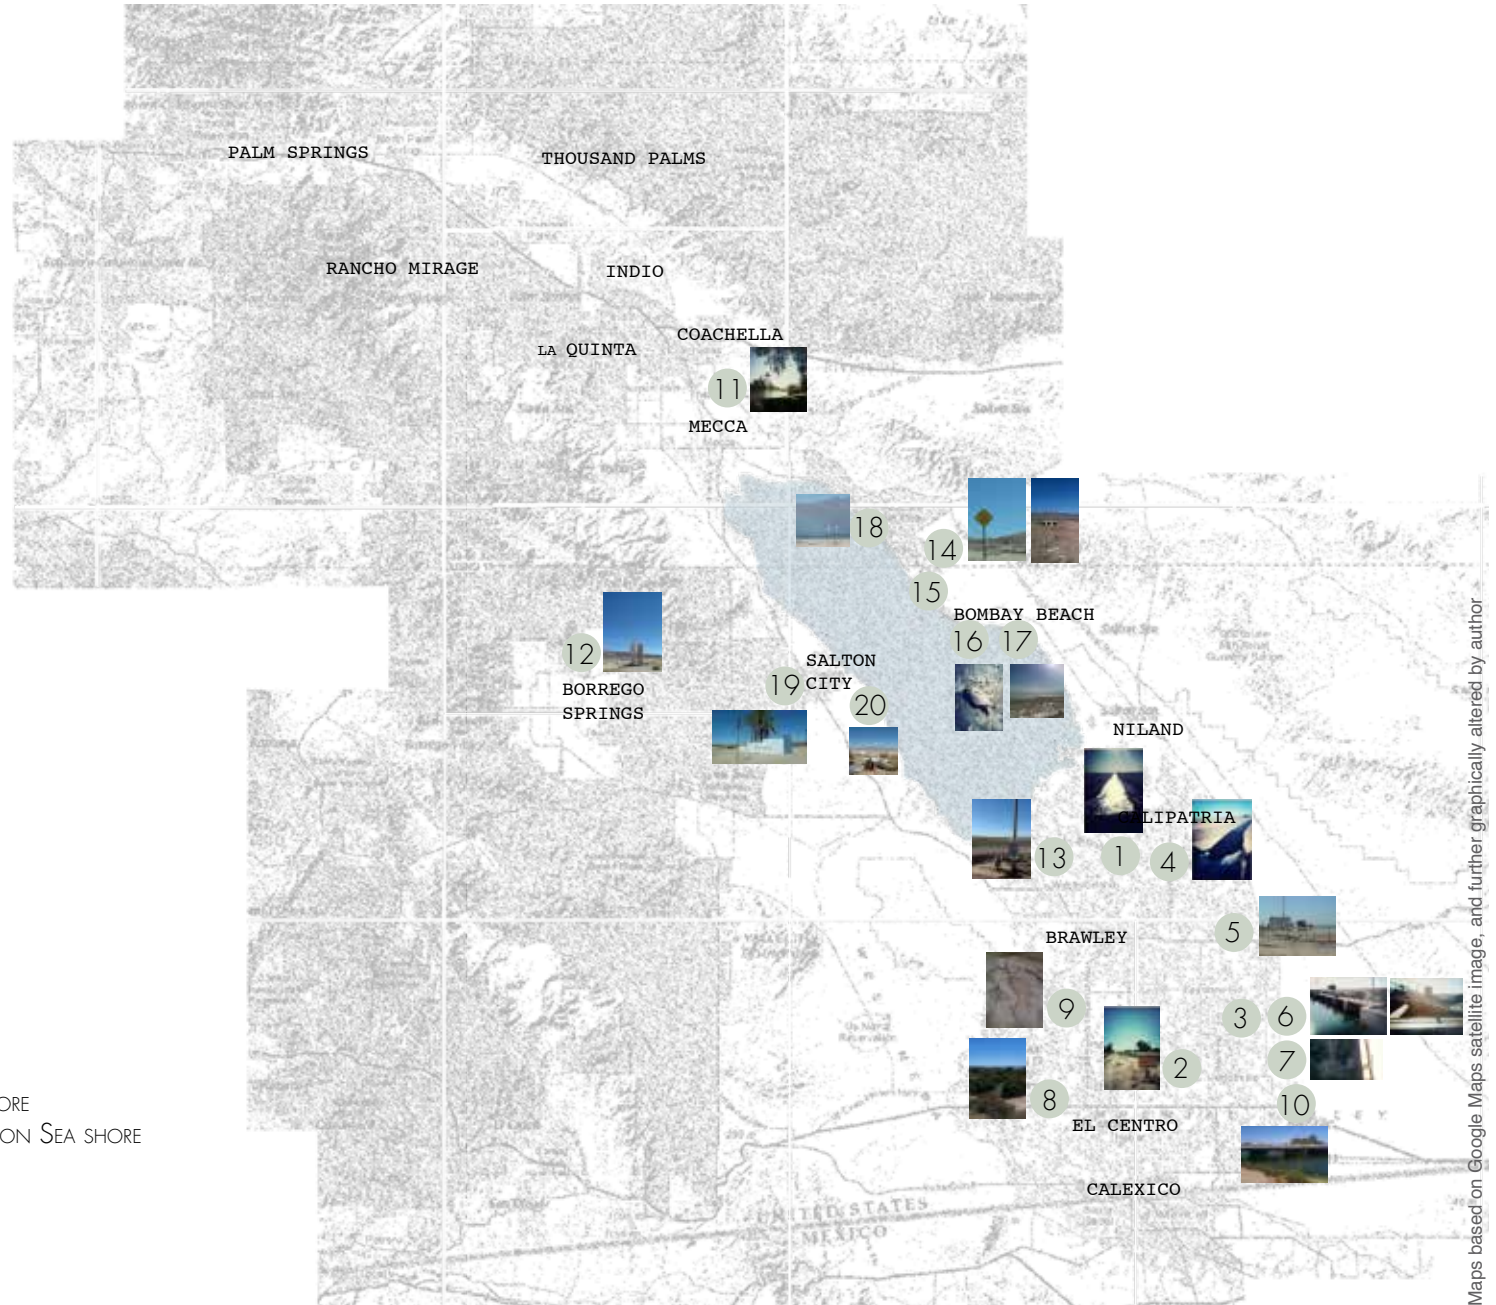 PALM SPRINGS
THOUSAND PALMS
RANCHO MIRAGE
INDIO
COACHELLA
LA QUINTA
11
MECCA
18
14
15
BOMBAY BEACH
16 17
12
SALTON
CITY
19
20
BORREGO
SPRINGS
NILAND
CALIPATRIA
13
1
4
5
BRAWLEY
9
3
6
2
7
8
10
EL CENTRO
CALEXICO
UNITED STATES
MEXICO
ORE
ON SEA SHORE
Maps based on Google Maps satellite image, and further graphically altered by author